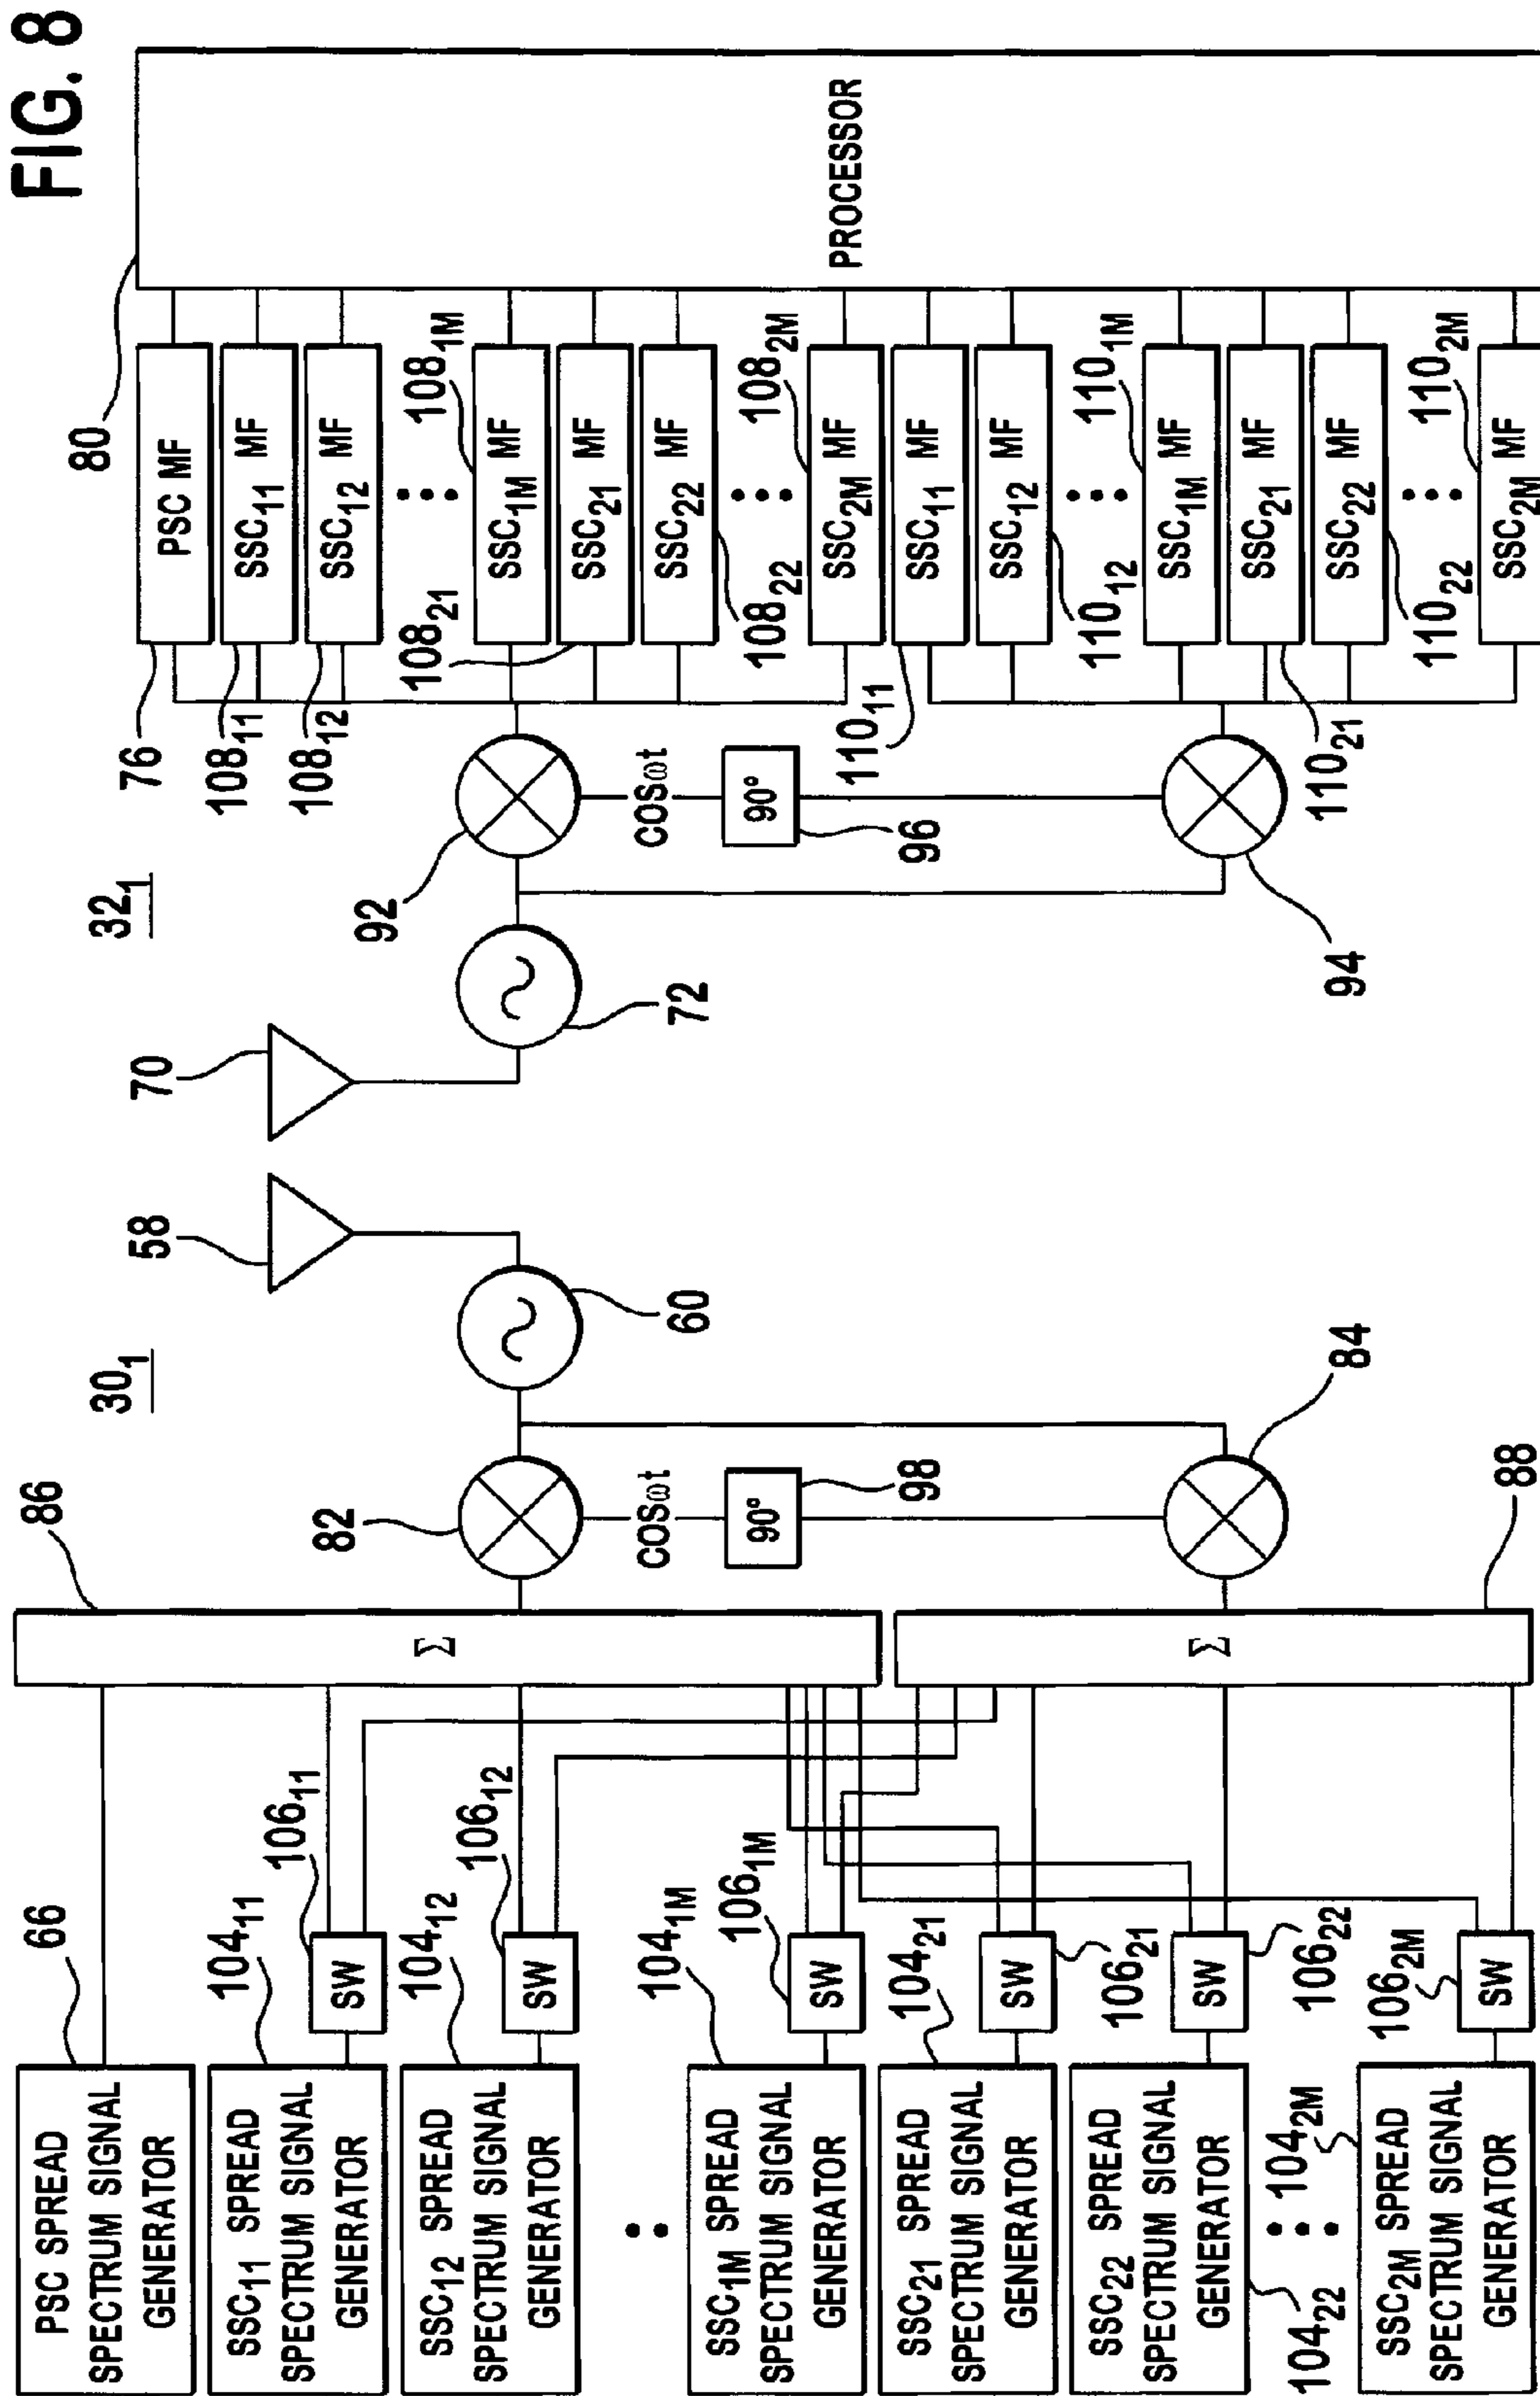 FIG. 8
30₁
32₁
PSC SPREAD
SPECTRUM SIGNAL
GENERATOR
66
SSC₁₁ SPREAD
SPECTRUM SIGNAL
GENERATOR
104₁₁
SW
106₁₁
SSC₁₂ SPREAD
SPECTRUM SIGNAL
GENERATOR
104₁₂
SW
106₁₂
SSC₁M SPREAD
SPECTRUM SIGNAL
GENERATOR
104₁M
SW
106₁M
SSC₂₁ SPREAD
SPECTRUM SIGNAL
GENERATOR
104₂₁
SW
106₂₁
SSC₂₂ SPREAD
SPECTRUM SIGNAL
GENERATOR
104₂₂
SW
106₂₂
SSC₂M SPREAD
SPECTRUM SIGNAL
GENERATOR
104₂M
SW
106₂M
86
Σ
88
Σ
82
COSωt
90°
98
84
60
58
70
72
92
COSωt
90°
96
94
76
PSC MF
108₁₁
SSC₁₁ MF
108₁₂
SSC₁₂ MF
108₁M
SSC₁M MF
108₂₁
SSC₂₁ MF
108₂₂
SSC₂₂ MF
108₂M
SSC₂M MF
110₁₁
SSC₁₁ MF
110₁₂
SSC₁₂ MF
110₁M
SSC₁M MF
110₂₁
SSC₂₁ MF
110₂₂
SSC₂₂ MF
110₂M
SSC₂M MF
80
PROCESSOR